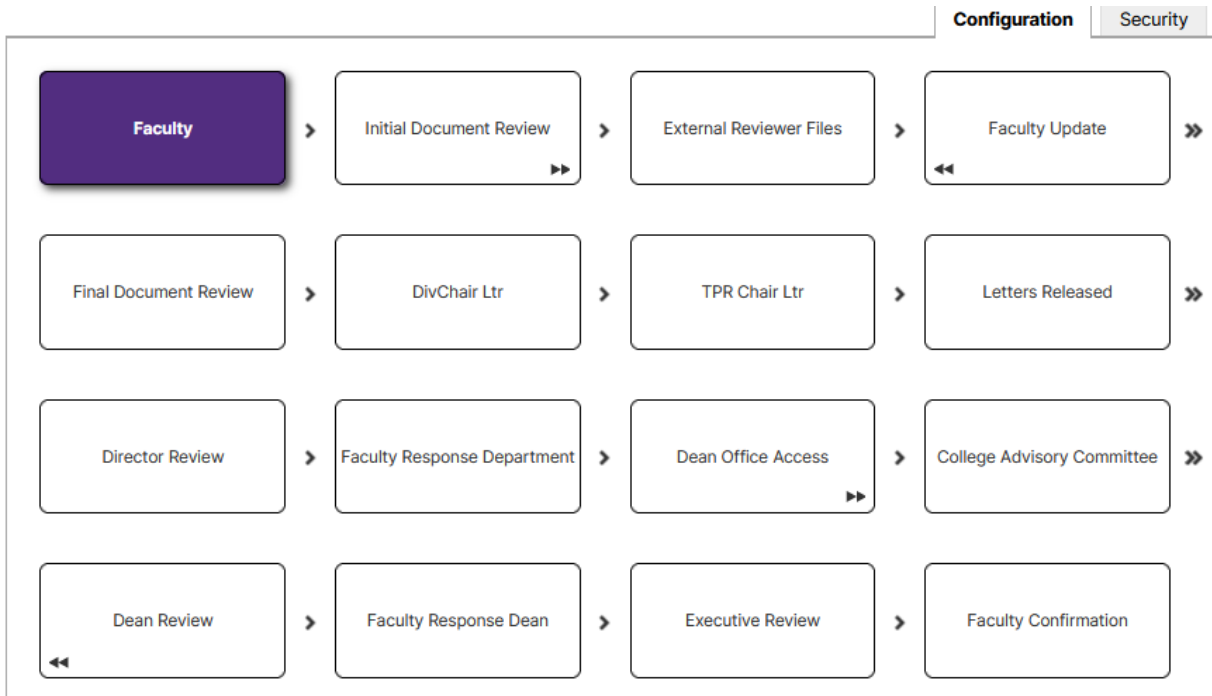 Configuration
Security
Faculty
Initial Document Review
External Reviewer Files
Faculty Update
Final Document Review
DivChair Ltr
TPR Chair Ltr
Letters Released
Director Review
Faculty Response Department
Dean Office Access
College Advisory Committee
Dean Review
Faculty Response Dean
Executive Review
Faculty Confirmation